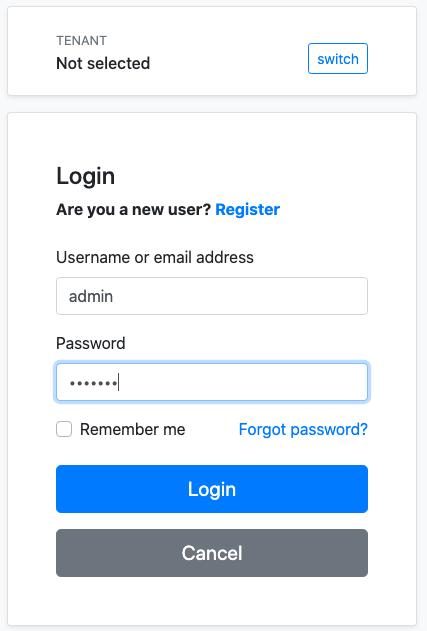 TENANT
Not selected
switch
Login
Are you a new user? Register
Username or email address
admin
Password
•••••••
Remember me Forgot password?
Login
Cancel